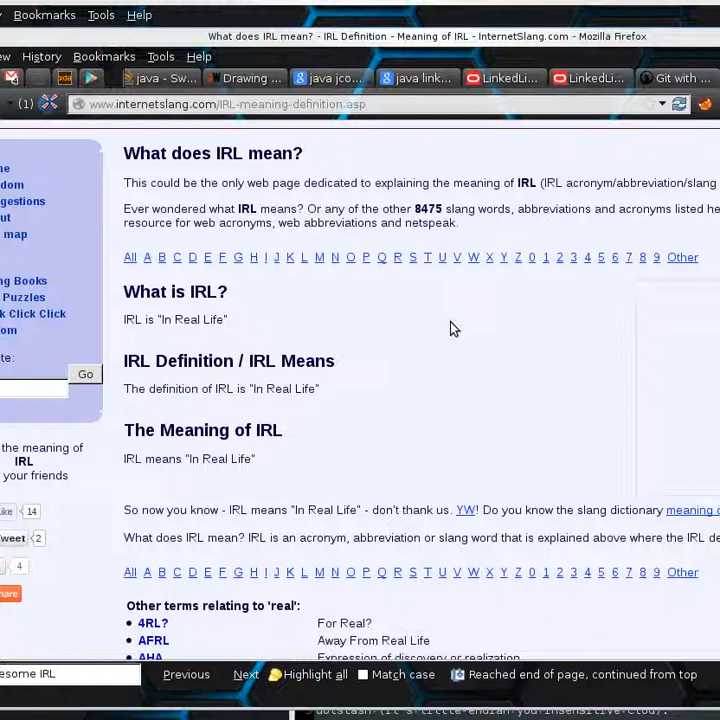 Bookmarks Tools Help
What does IRL mean? - IRL Definition - Meaning of IRL - InternetSlang.com - Mozilla Firefox
History Bookmarks Tools Help
java - Sw... Drawing ... java jco... java link... LinkedLi... LinkedLi... Git with ...
(1) www.internetslang.com/IRL-meaning-definition.asp
What does IRL mean?
This could be the only web page dedicated to explaining the meaning of IRL (IRL acronym/abbreviation/slang
Ever wondered what IRL means? Or any of the other 8475 slang words, abbreviations and acronyms listed he
resource for web acronyms, web abbreviations and netspeak.
All A B C D E F G H I J K L M N O P Q R S T U V W X Y Z 0 1 2 3 4 5 6 7 8 9 Other
map
ng Books
Puzzles
k Click Click
om
te:
Go
What is IRL?
IRL is "In Real Life"
IRL Definition / IRL Means
The definition of IRL is "In Real Life"
The Meaning of IRL
IRL means "In Real Life"
the meaning of
IRL
your friends
ike 14
weet 2
4
hare
So now you know - IRL means "In Real Life" - don't thank us. YW! Do you know the slang dictionary meaning
What does IRL mean? IRL is an acronym, abbreviation or slang word that is explained above where the IRL de
All A B C D E F G H I J K L M N O P Q R S T U V W X Y Z 0 1 2 3 4 5 6 7 8 9 Other
Other terms relating to 'real':
• 4RL? For Real?
• AFRL Away From Real Life
• AHA Expression of discovery or realization
esome IRL Previous Next Highlight all Match case Reached end of page, continued from top